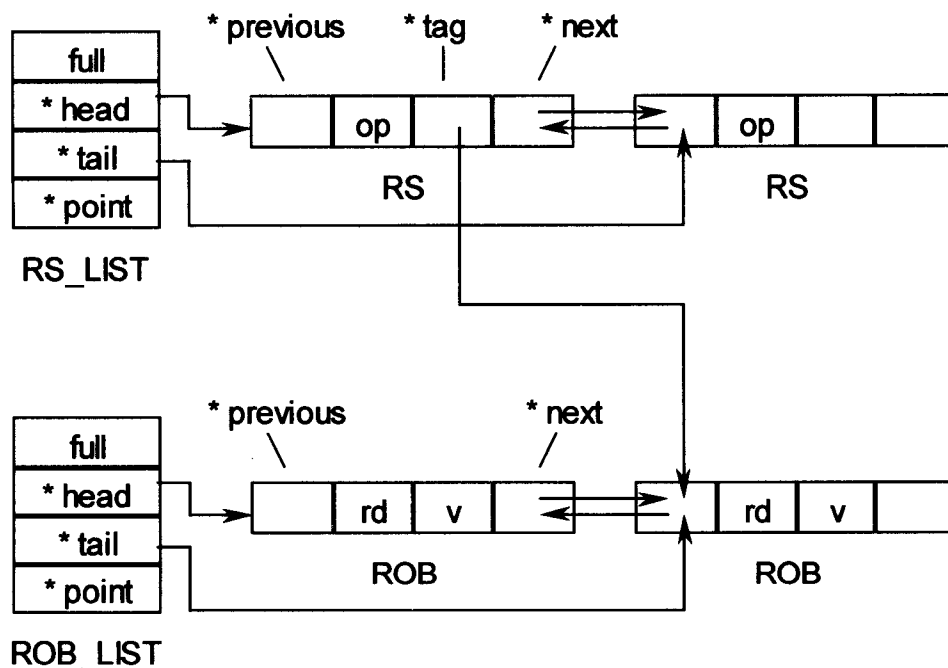 * previous
* tag
* next
full
* head
* tail
* point
RS_LIST
op
RS
op
RS
* previous
* next
full
* head
* tail
* point
ROB_LIST
rd
v
ROB
rd
v
ROB